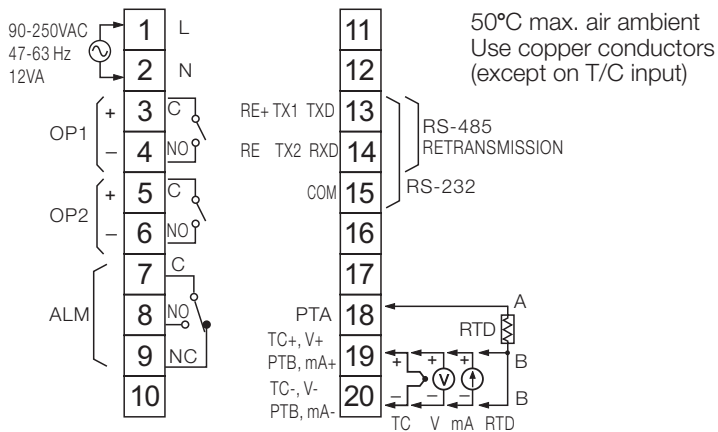 90-250VAC
47-63 Hz
12VA
1 L
2 N
OP1
+ 3 C
– 4 NO
OP2
+ 5 C
– 6 NO
ALM
7 C
8 NO
9 NC
10
11
12
RE+ TX1 TXD 13
RE TX2 RXD 14
COM 15
RS-485
RETRANSMISSION
RS-232
16
17
PTA 18
TC+, V+
PTB, mA+ 19
TC-, V-
PTB, mA- 20
A
RTD
B
B
+ + +
V
– – –
TC V mA RTD
50°C max. air ambient
Use copper conductors
(except on T/C input)